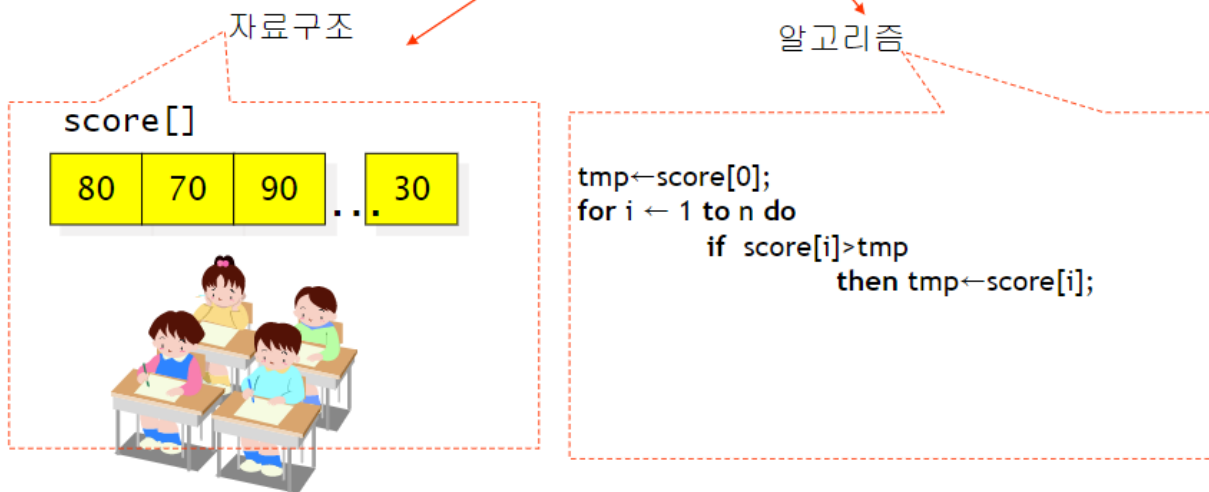 자료구조
알고리즘
score[]
80 70 90 ... 30
tmp←score[0];
for i ← 1 to n do
if score[i]>tmp
then tmp←score[i];